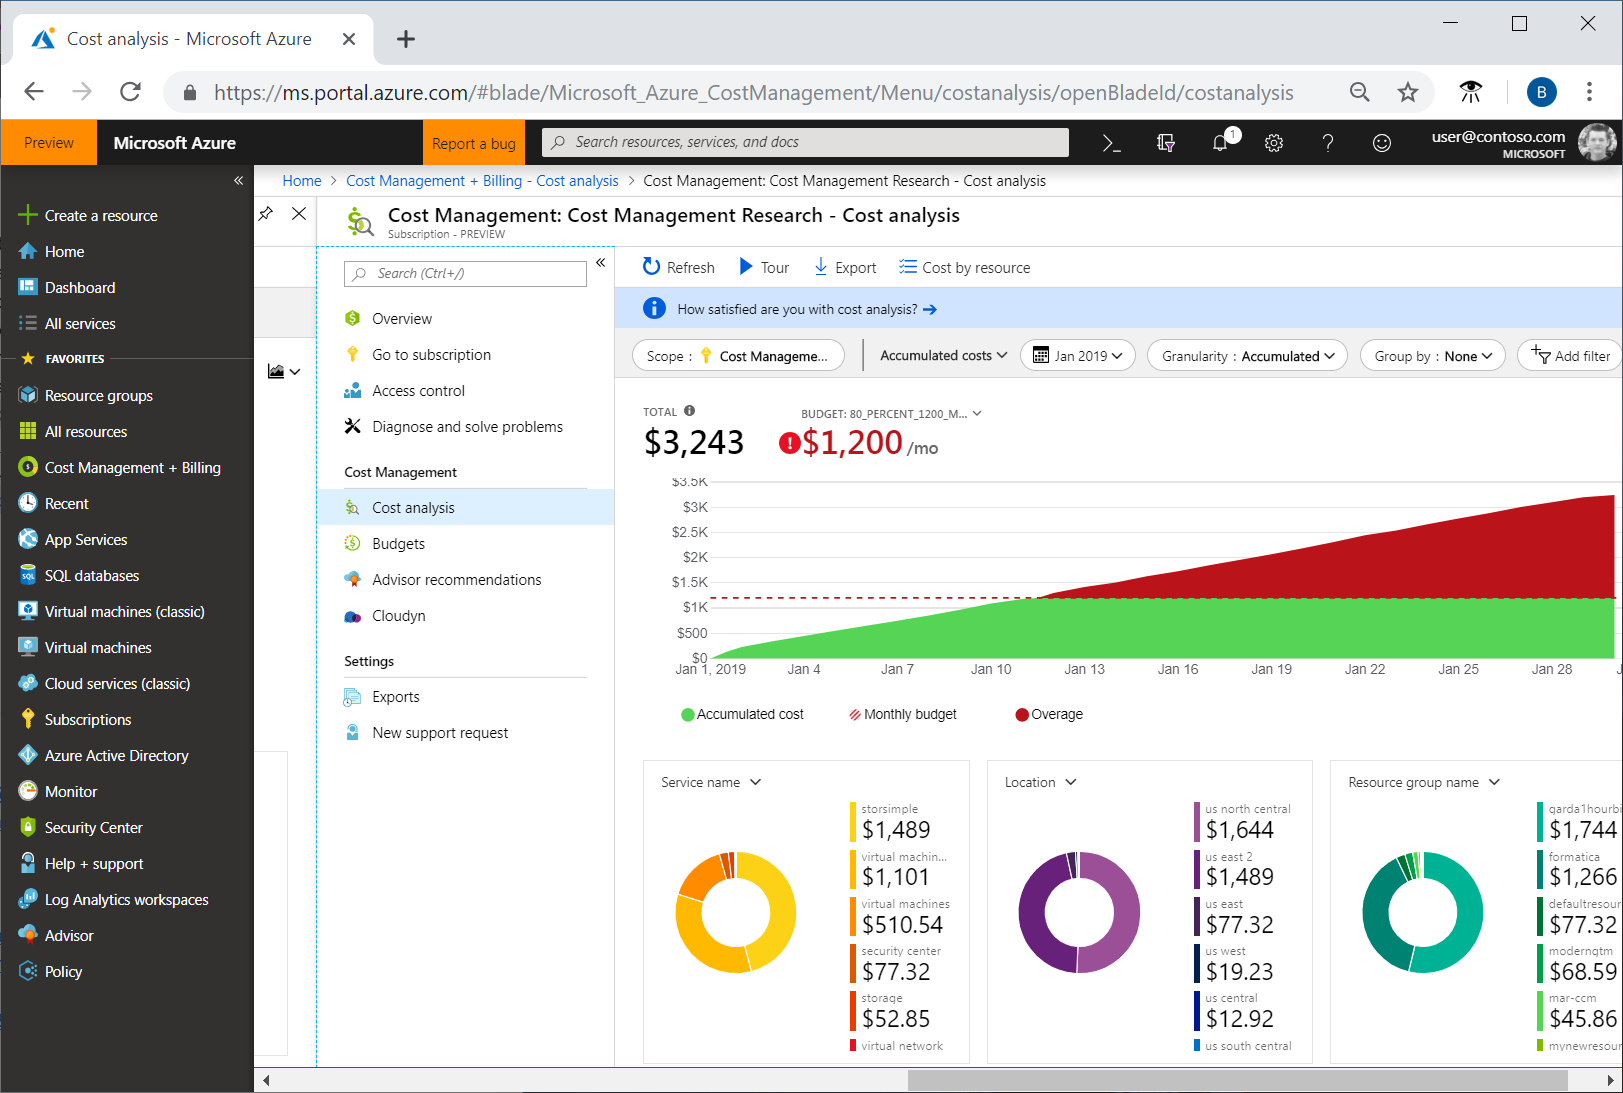 Cost analysis - Microsoft Azure
https://ms.portal.azure.com/#blade/Microsoft_Azure_CostManagement/Menu/costanalysis/openBladeId/costanalysis
B
Preview
Microsoft Azure
Report a bug
Search resources, services, and docs
1
user@contoso.com
MICROSOFT
Home > Cost Management + Billing - Cost analysis > Cost Management: Cost Management Research - Cost analysis
Create a resource
Home
Dashboard
All services
FAVORITES
Resource groups
All resources
Cost Management + Billing
Recent
App Services
SQL databases
Virtual machines (classic)
Virtual machines
Cloud services (classic)
Subscriptions
Azure Active Directory
Monitor
Security Center
Help + support
Log Analytics workspaces
Advisor
Policy
Cost Management: Cost Management Research - Cost analysis
Subscription - PREVIEW
Search (Ctrl+/)
Overview
Go to subscription
Access control
Diagnose and solve problems
Cost Management
Cost analysis
Budgets
Advisor recommendations
Cloudyn
Settings
Exports
New support request
Refresh
Tour
Export
Cost by resource
How satisfied are you with cost analysis? →
Scope : Cost Manageme...
Accumulated costs
Jan 2019
Granularity : Accumulated
Group by : None
Add filter
TOTAL
$3,243
BUDGET: 80_PERCENT_1200_M...
$1,200 /mo
$3.5K
$3K
$2.5K
$2K
$1.5K
$1K
$500
$0
Jan 1, 2019
Jan 4
Jan 7
Jan 10
Jan 13
Jan 16
Jan 19
Jan 22
Jan 25
Jan 28
Accumulated cost
Monthly budget
Overage
Service name
storsimple
$1,489
virtual machin...
$1,101
virtual machines
$510.54
security center
$77.32
storage
$52.85
virtual network
Location
us north central
$1,644
us east 2
$1,489
us east
$77.32
us west
$19.23
us central
$12.92
us south central
Resource group name
garda1hourbi
$1,744
formatica
$1,266
defaultresour
$77.32
modernqtm
$68.59
mar-ccm
$45.86
mynewresour